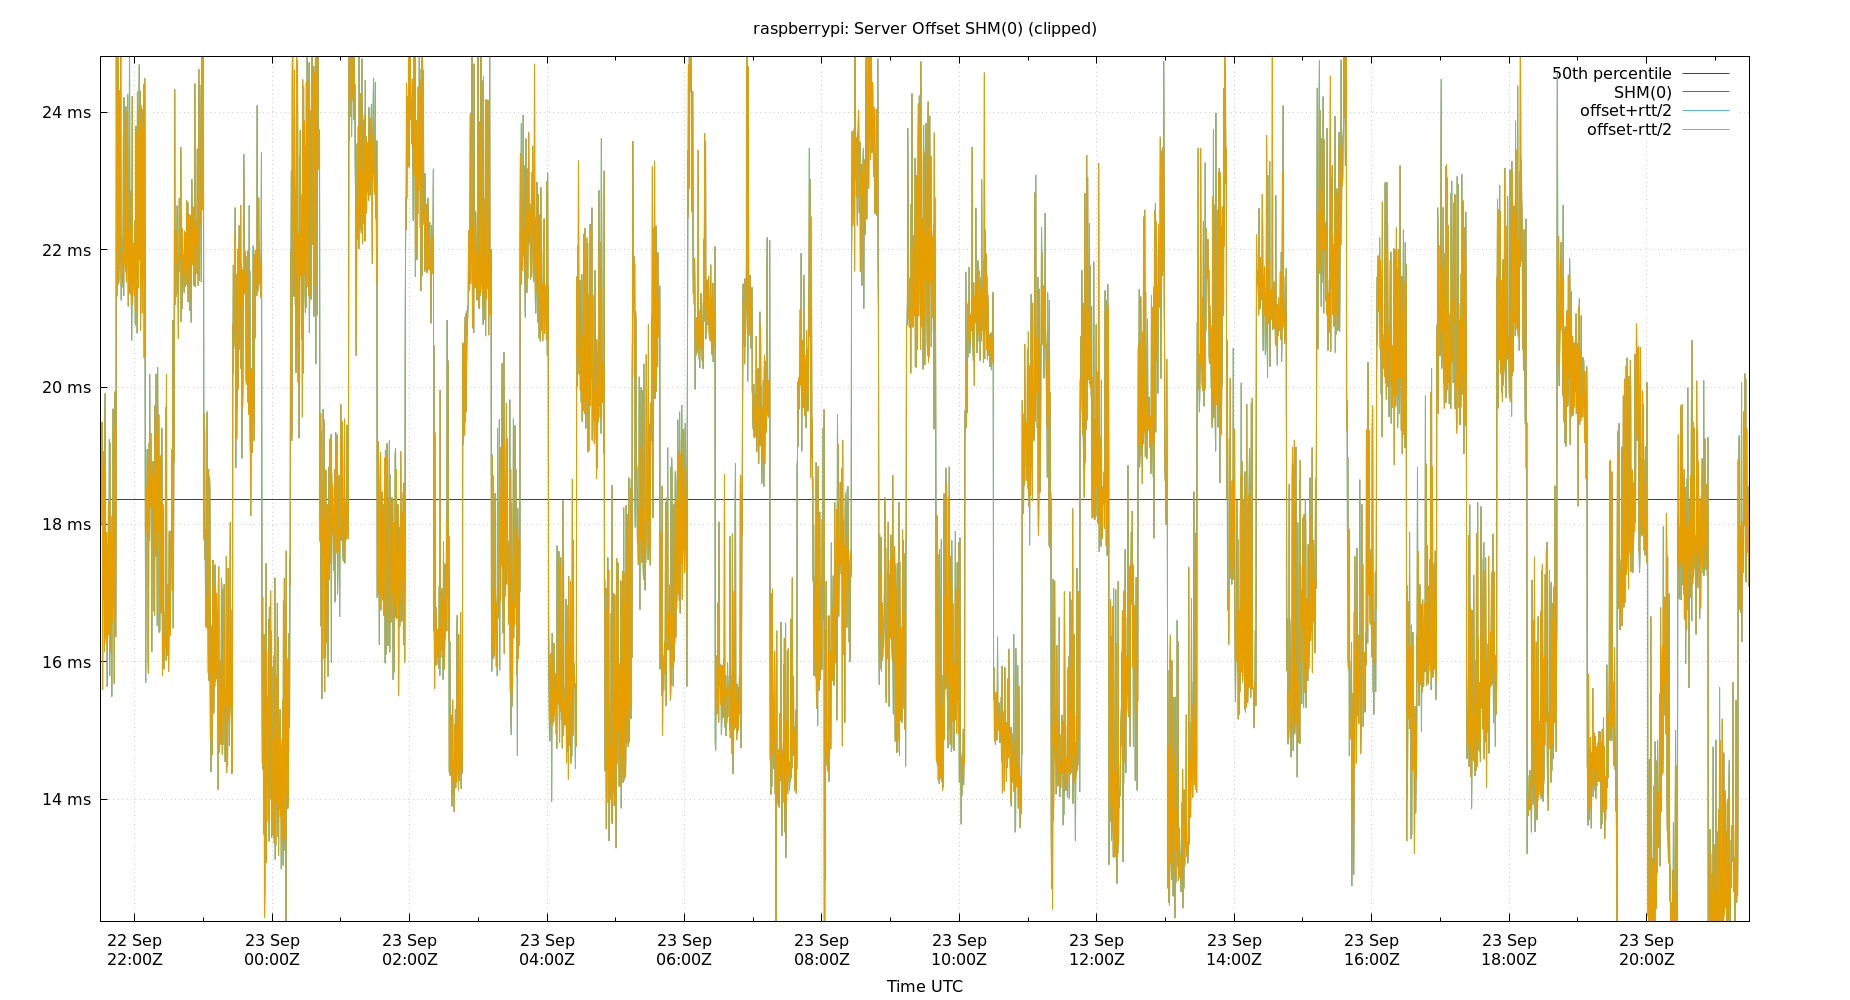 raspberrypi: Server Offset SHM(0) (clipped)
50th percentile
SHM(0)
offset+rtt/2
offset-rtt/2
24 ms
22 ms
20 ms
18 ms
16 ms
14 ms
22 Sep 23 Sep 23 Sep 23 Sep 23 Sep 23 Sep 23 Sep 23 Sep 23 Sep 23 Sep 23 Sep 23 Sep
22:00Z 00:00Z 02:00Z 04:00Z 06:00Z 08:00Z 10:00Z 12:00Z 14:00Z 16:00Z 18:00Z 20:00Z
Time UTC